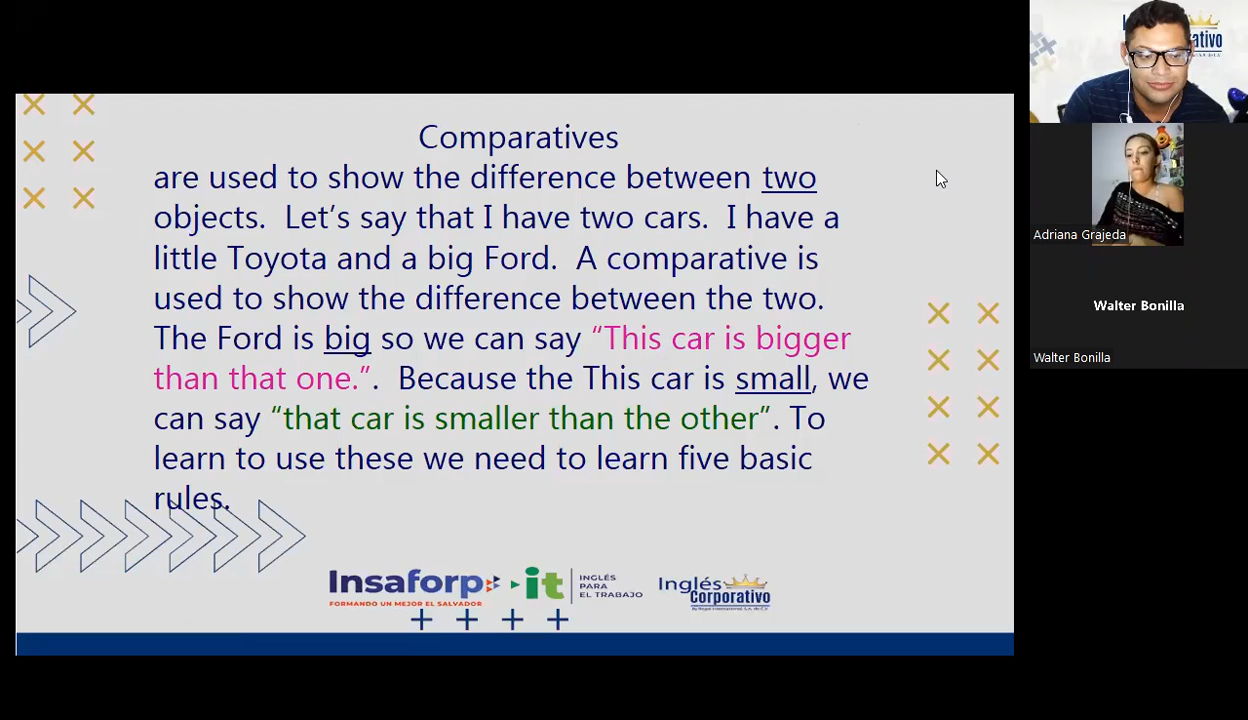 Comparatives
are used to show the difference between two
objects.  Let’s say that I have two cars.  I have a
little Toyota and a big Ford.  A comparative is
used to show the difference between the two.
The Ford is big so we can say “This car is bigger
than that one.”.  Because the This car is small, we
can say “that car is smaller than the other”. To
learn to use these we need to learn five basic
rules.
Insaforp
FORMANDO UN MEJOR EL SALVADOR
it
INGLÉS
PARA
EL TRABAJO
Inglés
Corporativo
Adriana Grajeda
Walter Bonilla
Walter Bonilla